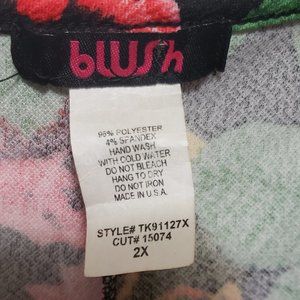 blush
96% POLYESTER
4% SPANDEX
HAND WASH
WITH COLD WATER
DO NOT BLEACH
HANG TO DRY
DO NOT IRON
MADE IN U.S.A.
STYLE# TK91127X
CUT# 15074
2X